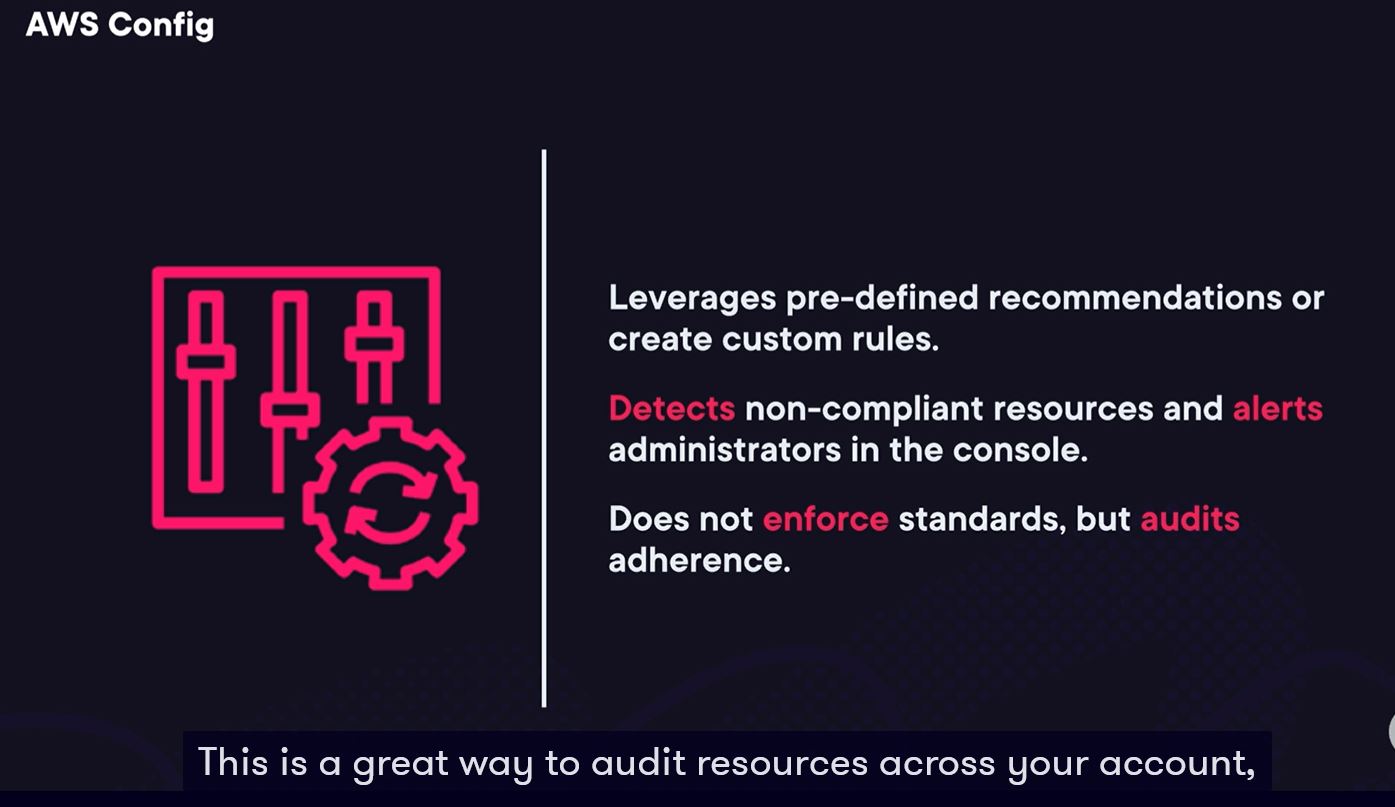 AWS Config
Leverages pre-defined recommendations or
create custom rules.
Detects non-compliant resources and alerts
administrators in the console.
Does not enforce standards, but audits
adherence.
This is a great way to audit resources across your account,